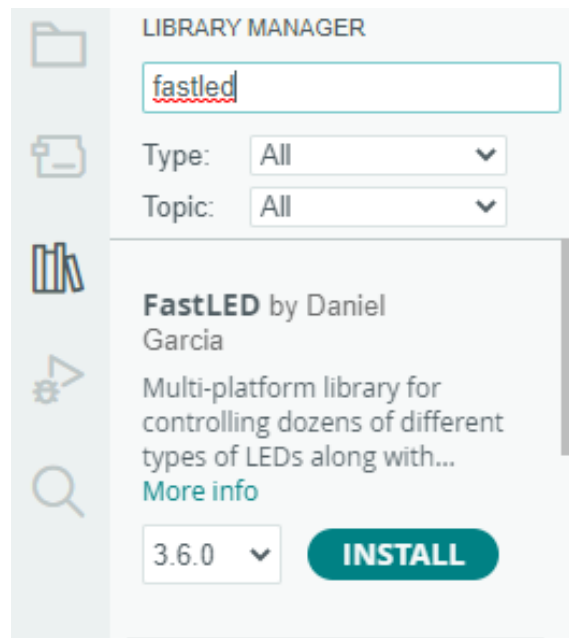 LIBRARY MANAGER
fastled
Type: All
Topic: All
FastLED by Daniel
Garcia
Multi-platform library for
controlling dozens of different
types of LEDs along with...
More info
3.6.0 INSTALL